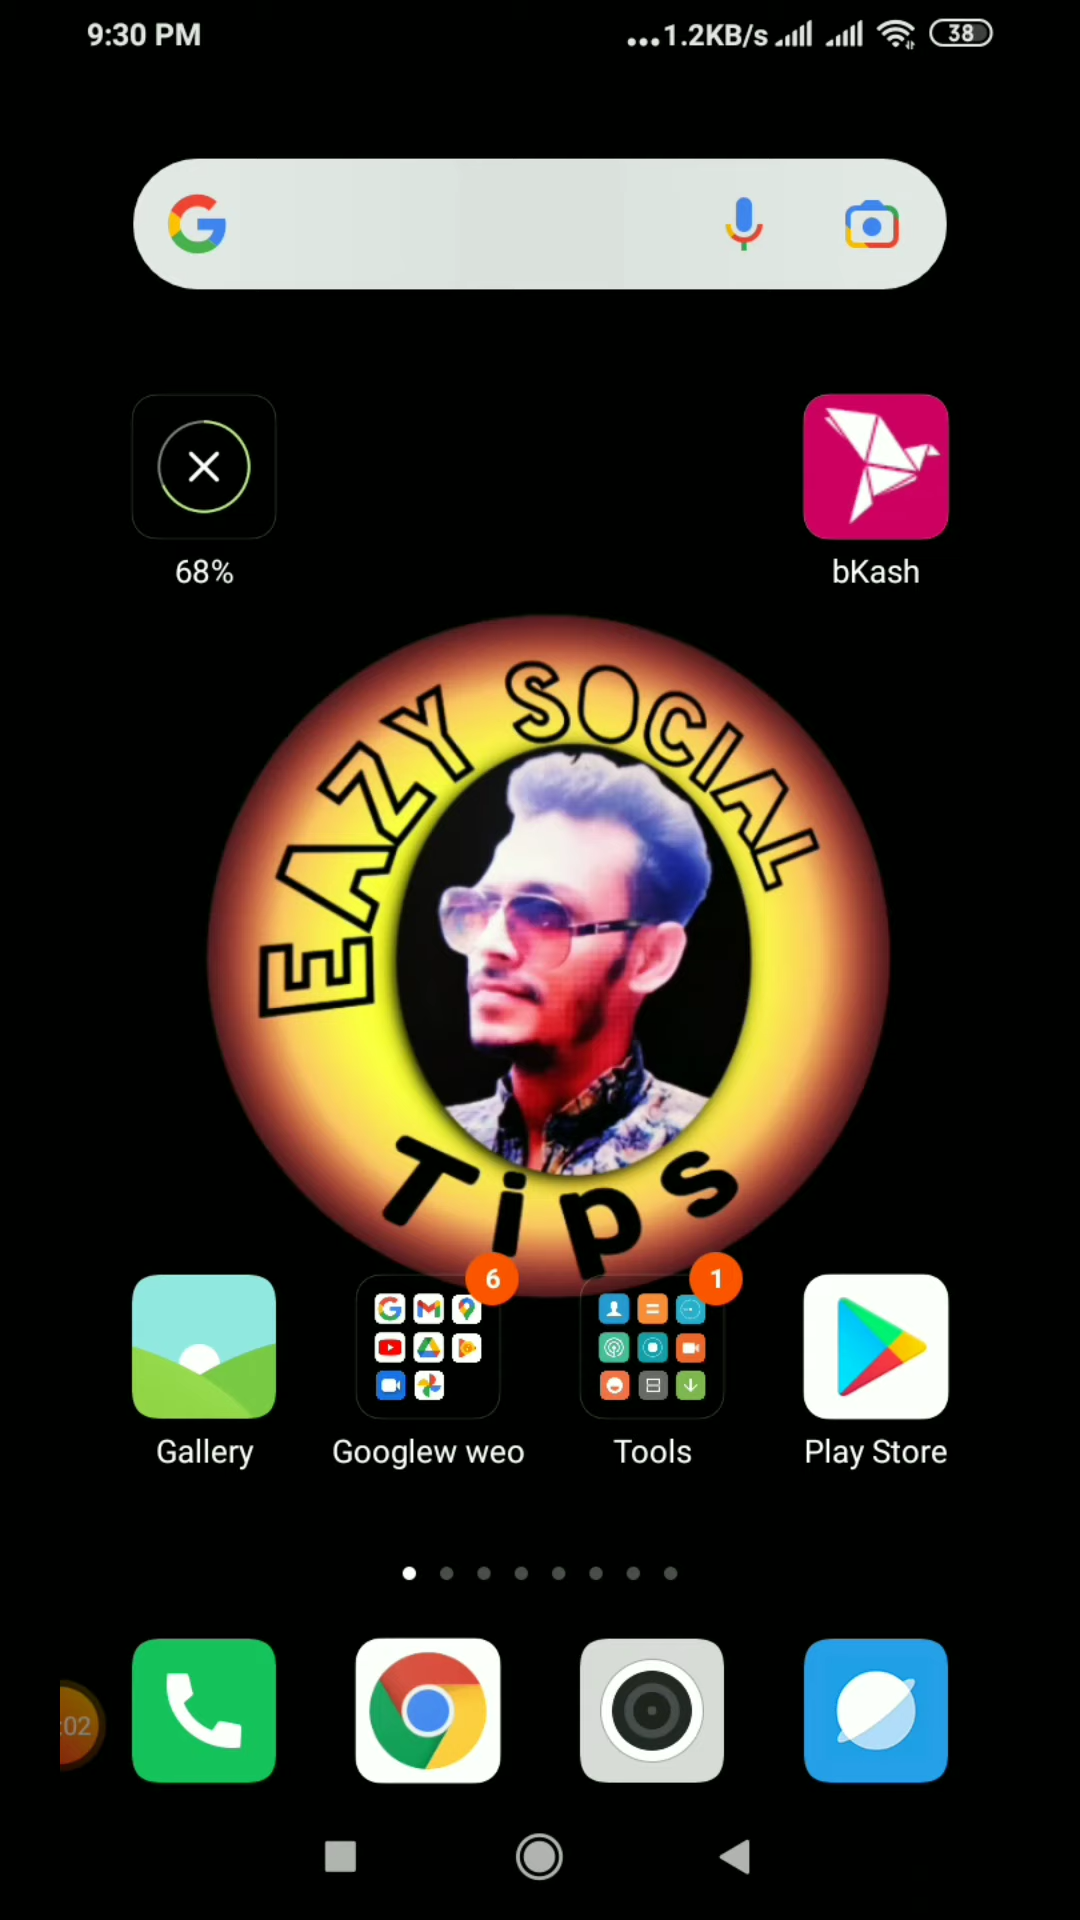 9:30 PM
...1.2KB/s
38
68%
bKash
EAZY SOCIAL
Tips
6
1
Gallery
Googlew weo
Tools
Play Store
:02